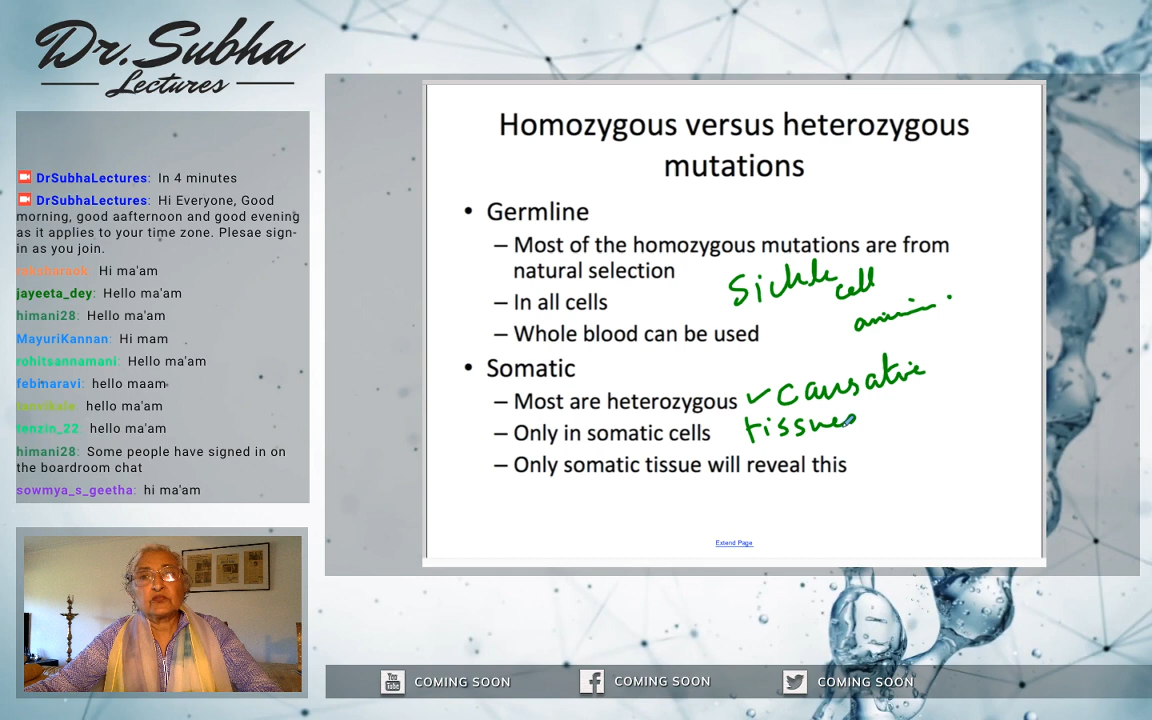 Dr. Subha
Lectures
DrSubhaLectures: In 4 minutes
DrSubhaLectures: Hi Everyone, Good
morning, good aafternoon and good evening
as it applies to your time zone. Plesae sign-
in as you join.
Hi ma'am
jayeeta_dey: Hello ma'am
himani28: Hello ma'am
MayuriKannan: Hi mam
rohitsannamani: Hello ma'am
febinaravi: hello maam
hello ma'am
tenzin_22: hello ma'am
himani28: Some people have signed in on
the boardroom chat
sowmya_s_geetha: hi ma'am
Homozygous versus heterozygous
mutations
• Germline
– Most of the homozygous mutations are from
natural selection
Sickle cell
– In all cells
– Whole blood can be used
• Somatic
– Most are heterozygous ✓ causative
– Only in somatic cells tissues
– Only somatic tissue will reveal this
Extend Page
You Tube COMING SOON
f COMING SOON
COMING SOON